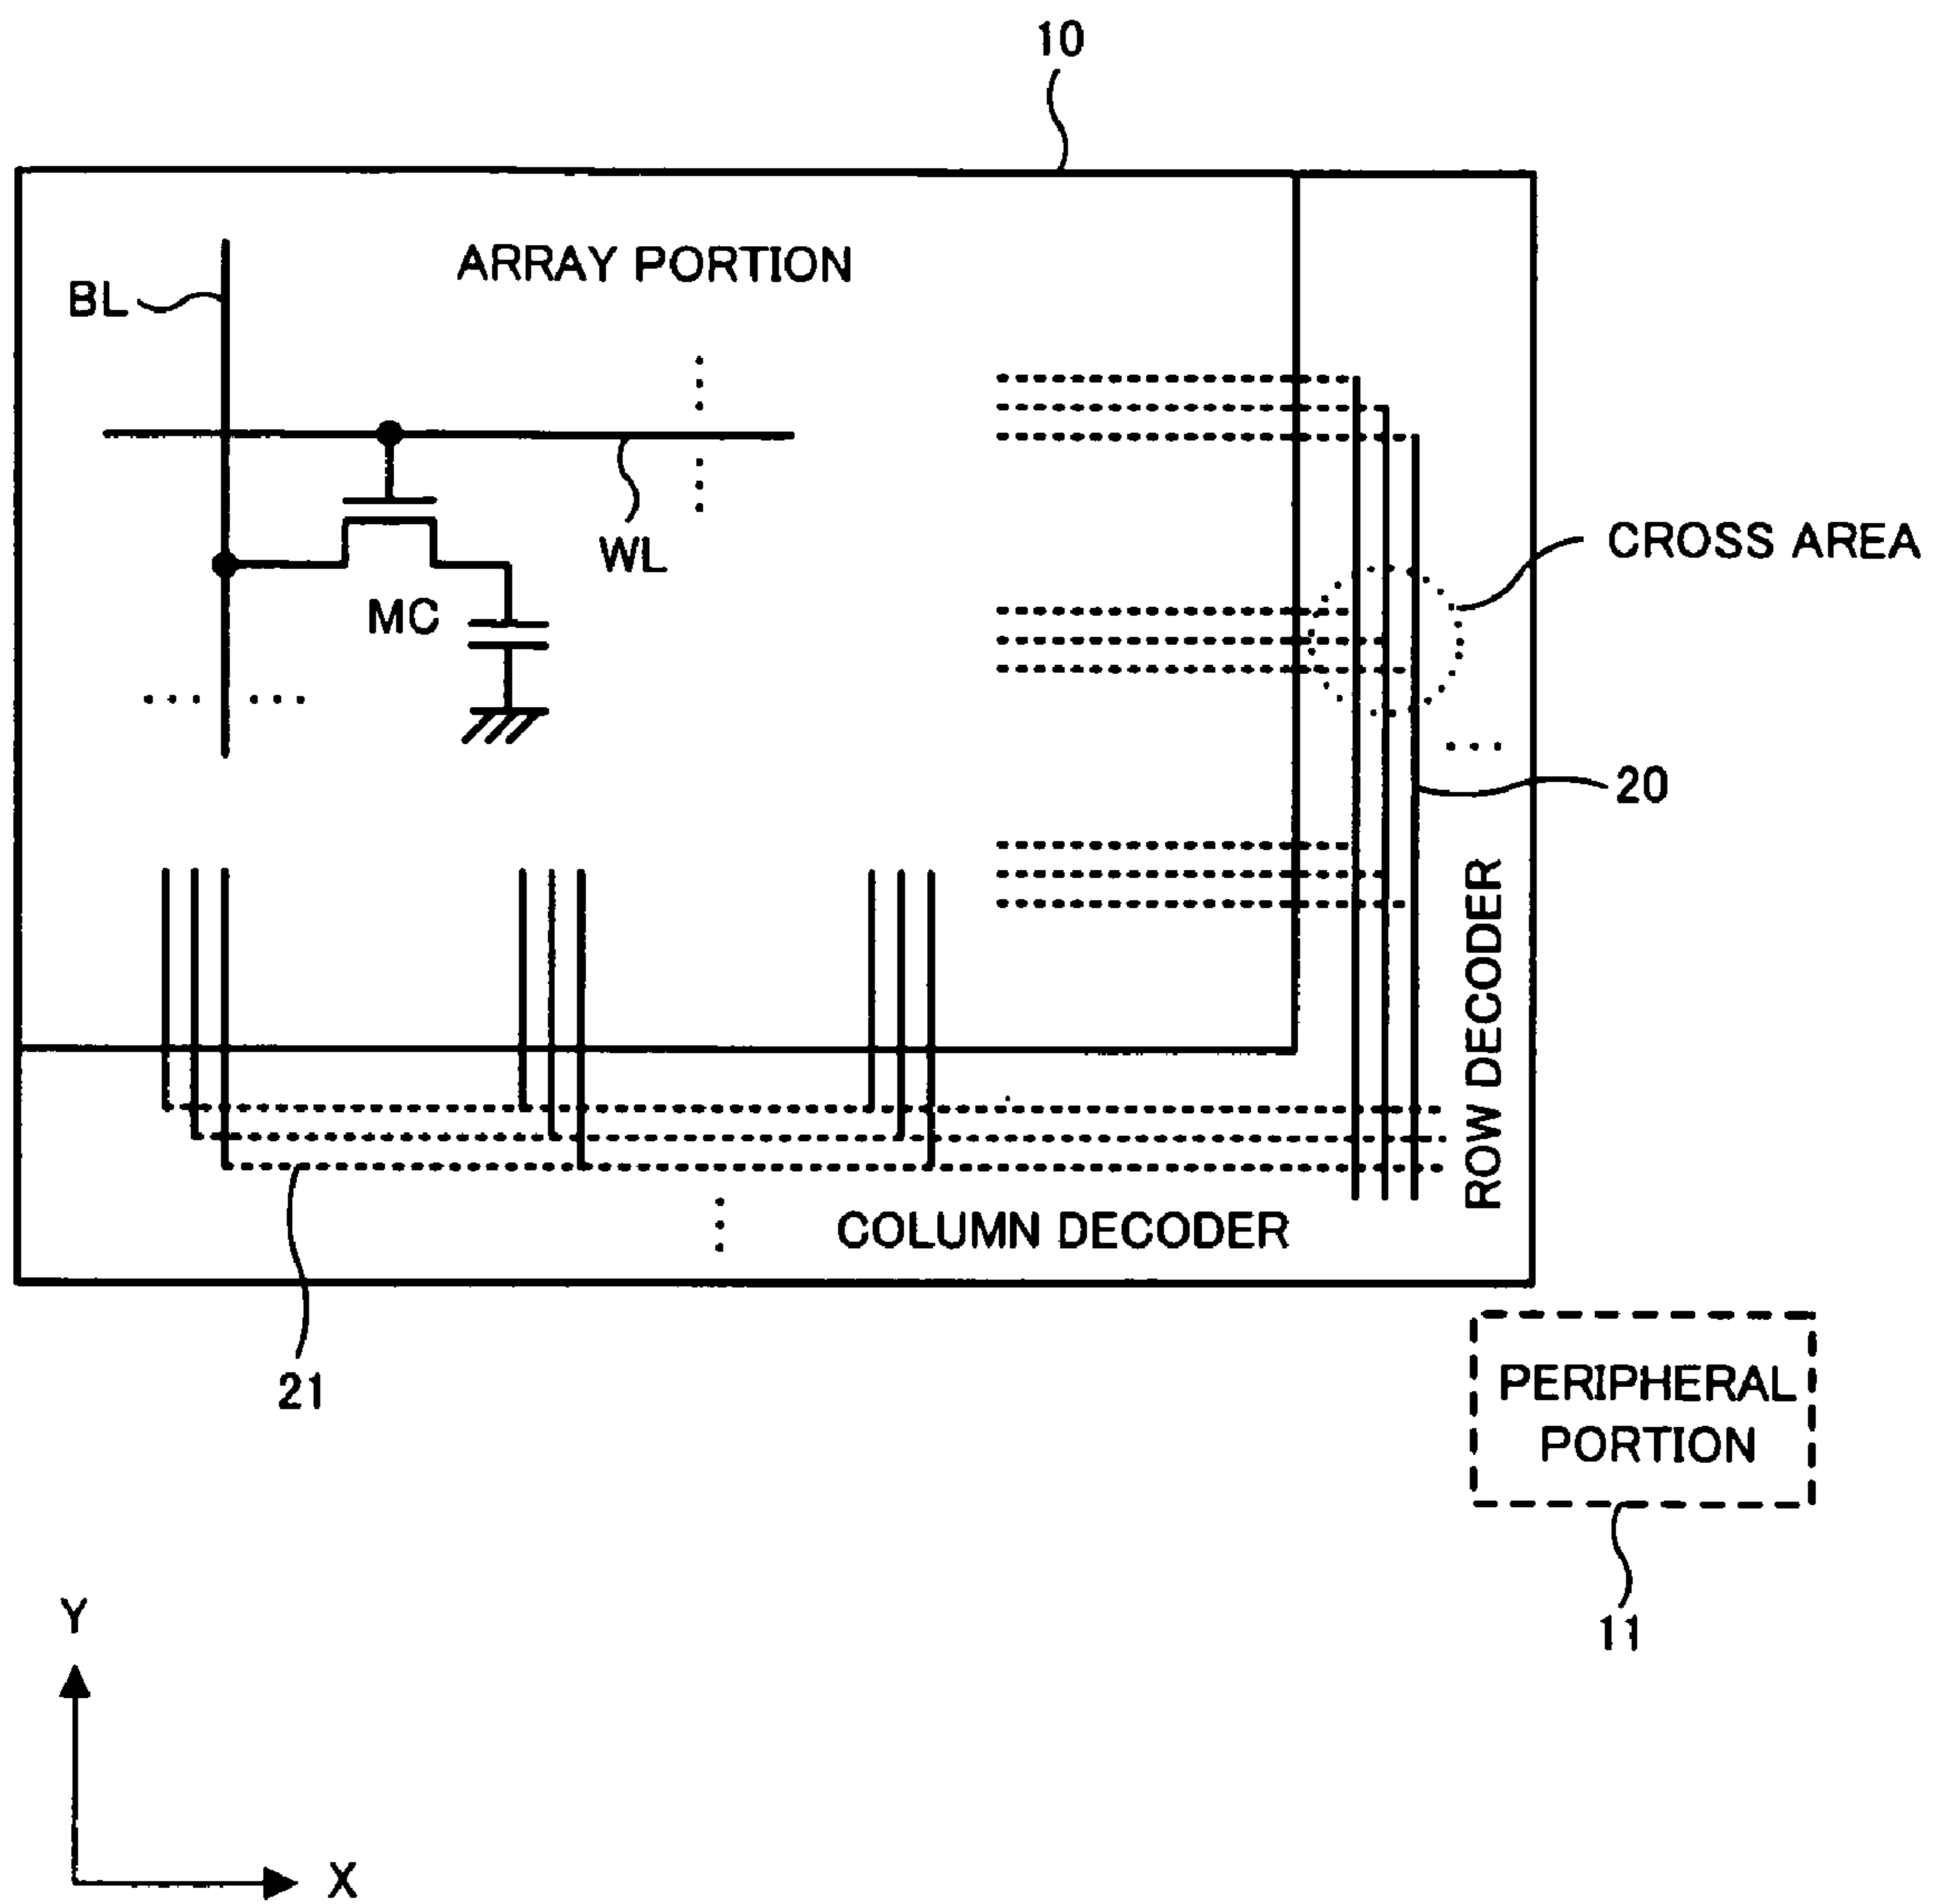 10
ARRAY PORTION
BL
WL
CROSS AREA
MC
20
ROW DECODER
COLUMN DECODER
21
PERIPHERAL
PORTION
11
Y
X